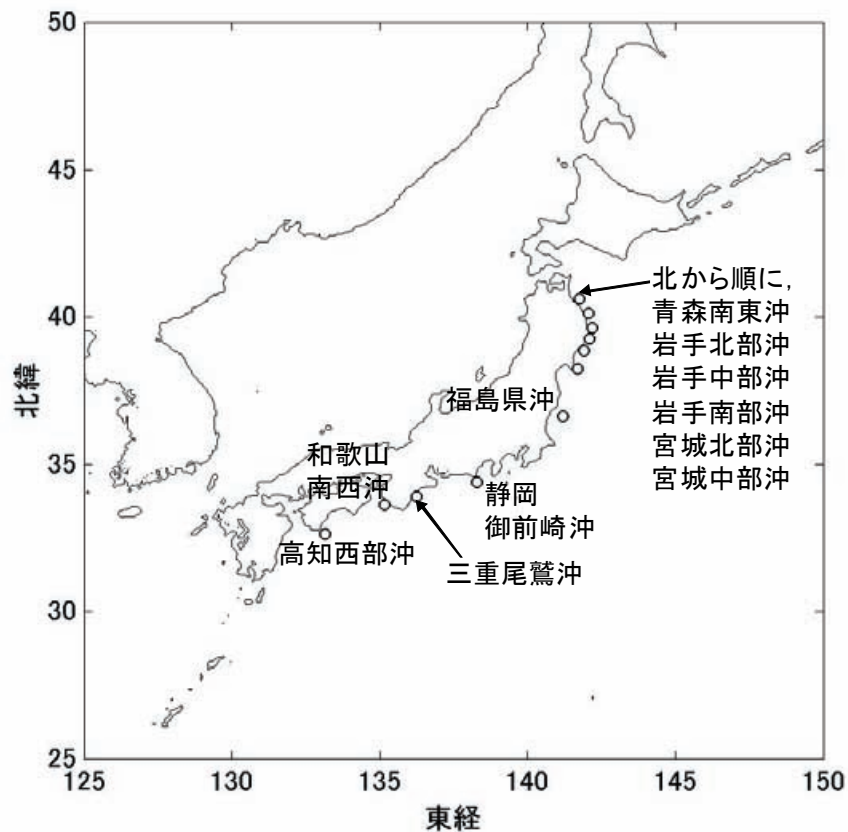 50
45
40
35
30
25
北緯
125
130
135
140
145
150
東経
北から順に，
青森南東沖
岩手北部沖
岩手中部沖
岩手南部沖
宮城北部沖
宮城中部沖
福島県沖
和歌山
南西沖
静岡
御前崎沖
高知西部沖
三重尾鷲沖